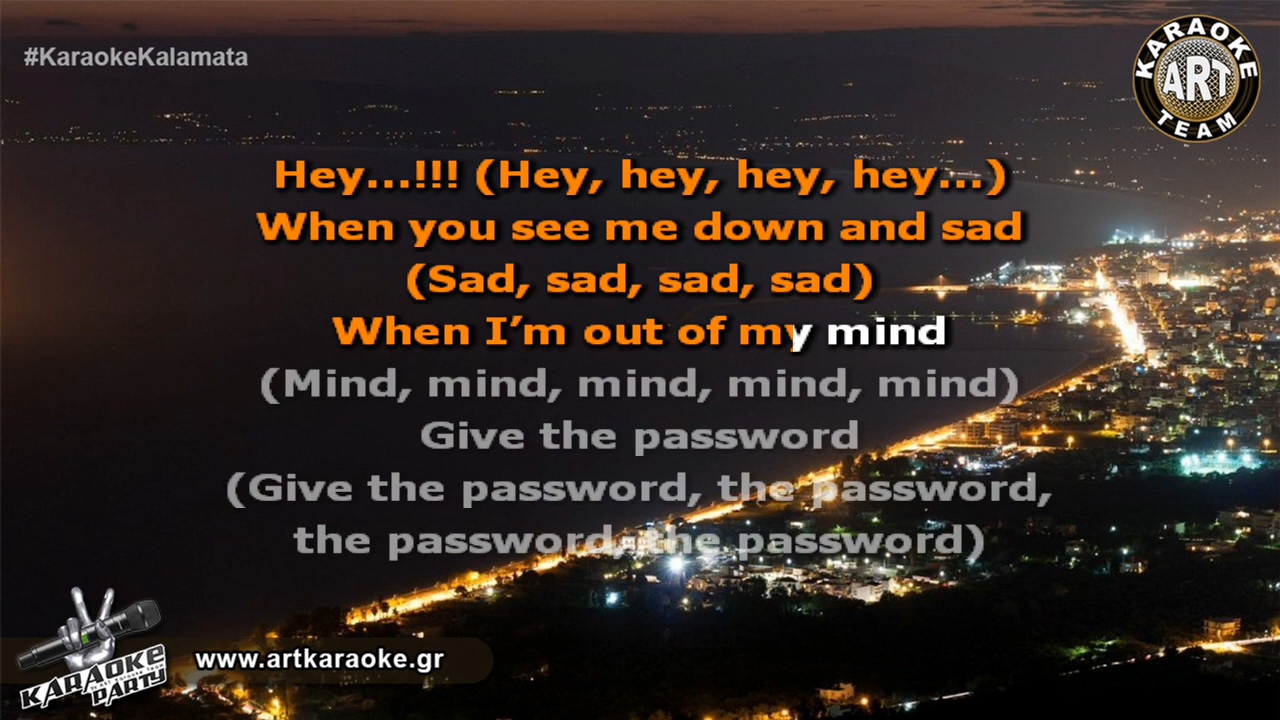 #KaraokeKalamata
KARAOKE
ART
TEAM
Hey...!!! (Hey, hey, hey, hey...)
When you see me down and sad
(Sad, sad, sad, sad)
When I’m out of my mind
(Mind, mind, mind, mind, mind)
Give the password
(Give the password, the password,
the password, the password)
KARAOKE
PARTY
www.artkaraoke.gr